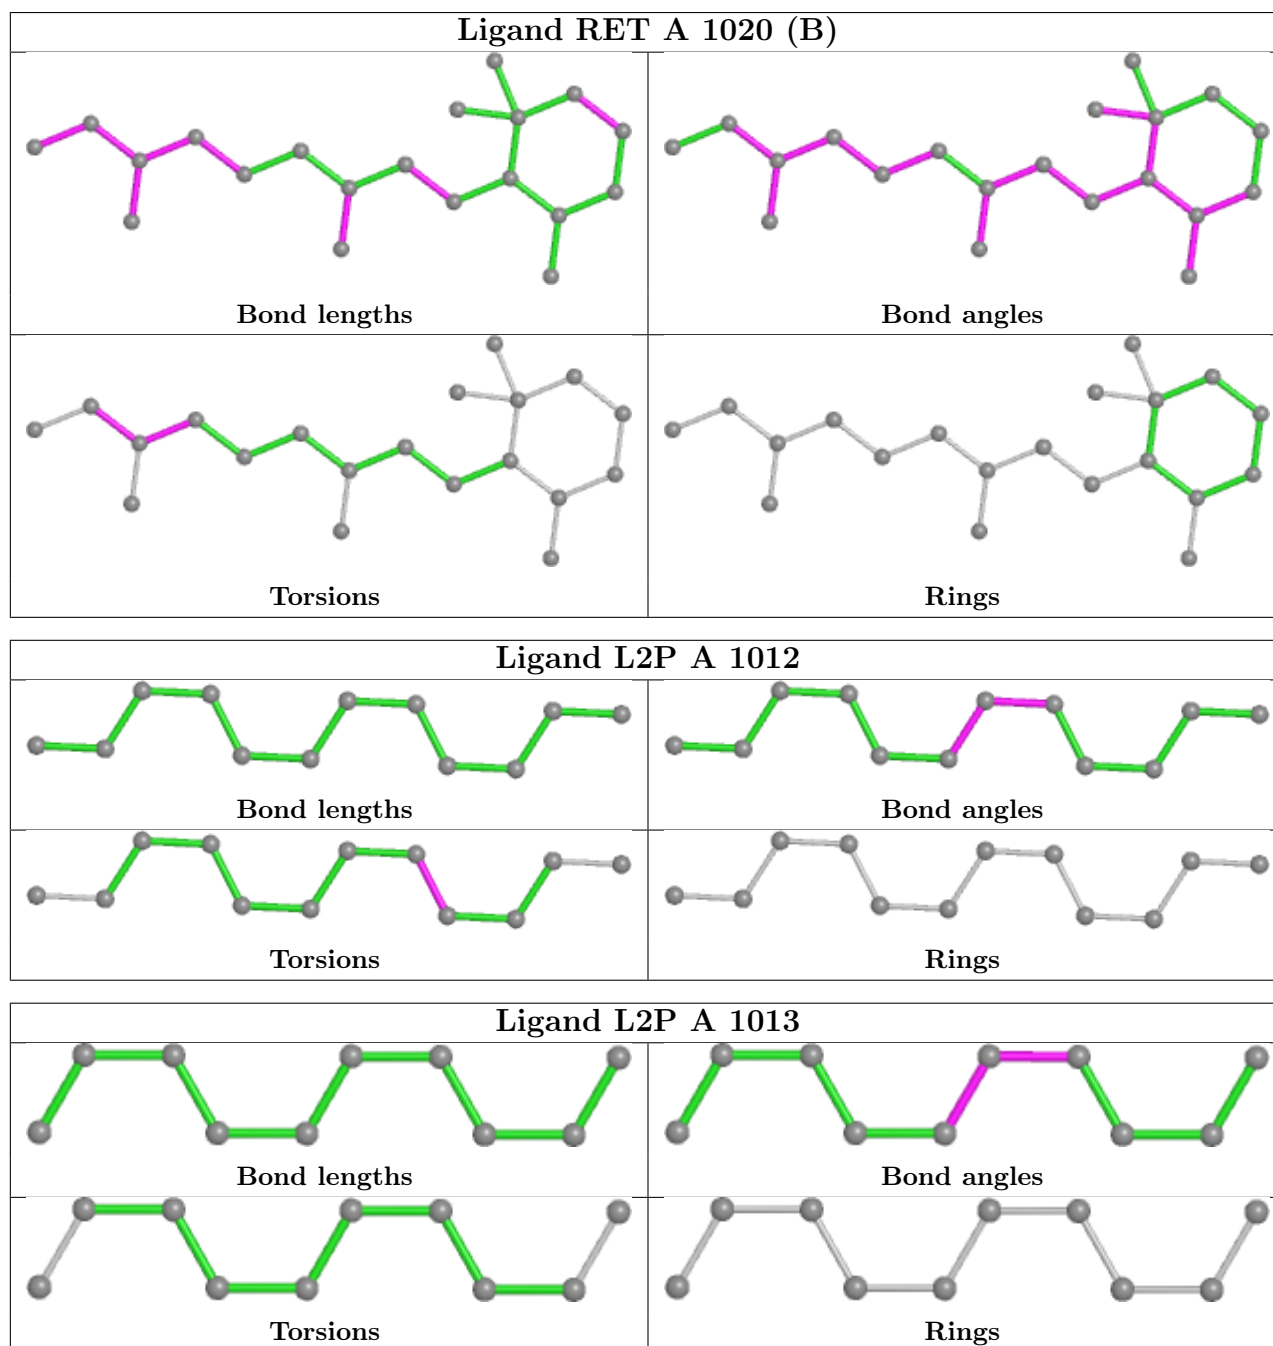 Ligand RET A 1020 (B)
Bond lengths
Bond angles
Torsions
Rings
Ligand L2P A 1012
Bond lengths
Bond angles
Torsions
Rings
Ligand L2P A 1013
Bond lengths
Bond angles
Torsions
Rings